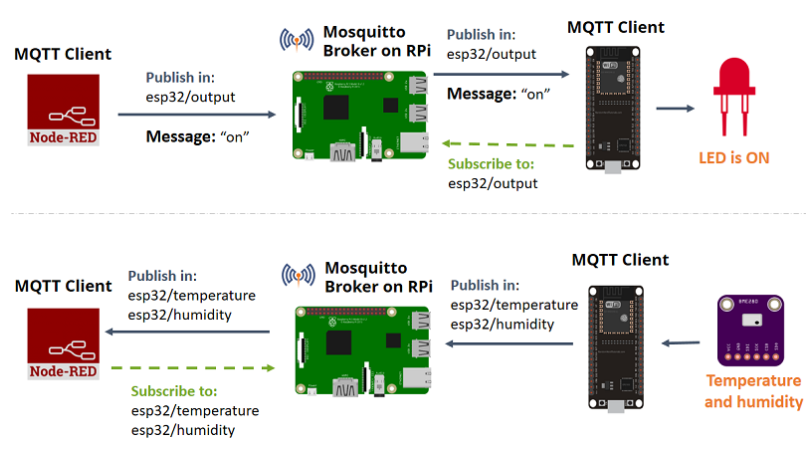 MQTT Client
Node-RED
Publish in:
esp32/output
Message: “on”
Mosquitto
Broker on RPi
Publish in:
esp32/output
Message: “on”
Subscribe to:
esp32/output
MQTT Client
WiFi
LED is ON
MQTT Client
Node-RED
Publish in:
esp32/temperature
esp32/humidity
Subscribe to:
esp32/temperature
esp32/humidity
Mosquitto
Broker on RPi
Publish in:
esp32/temperature
esp32/humidity
MQTT Client
WiFi
BME280
Temperature
and humidity